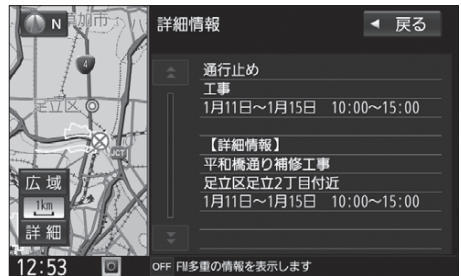 N
草加市
詳細情報
◀ 戻る
4
足立区
JCT
広域
1km
詳細
通行止め
工事
1月11日～1月15日 10:00～15:00
【詳細情報】
平和橋通り補修工事
足立区足立2丁目付近
1月11日～1月15日 10:00～15:00
12:53
OFF FM多重の情報を表示します